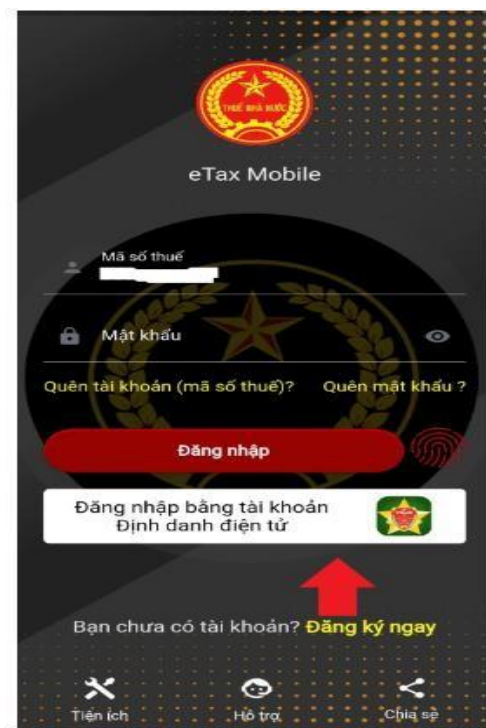 THUẾ NHÀ NƯỚC
eTax Mobile
Mã số thuế
Mật khẩu
Quên tài khoản (mã số thuế)? Quên mật khẩu ?
Đăng nhập
Đăng nhập bằng tài khoản
Định danh điện tử
Bạn chưa có tài khoản? Đăng ký ngay
Tiện ích Hỗ trợ Chia sẻ